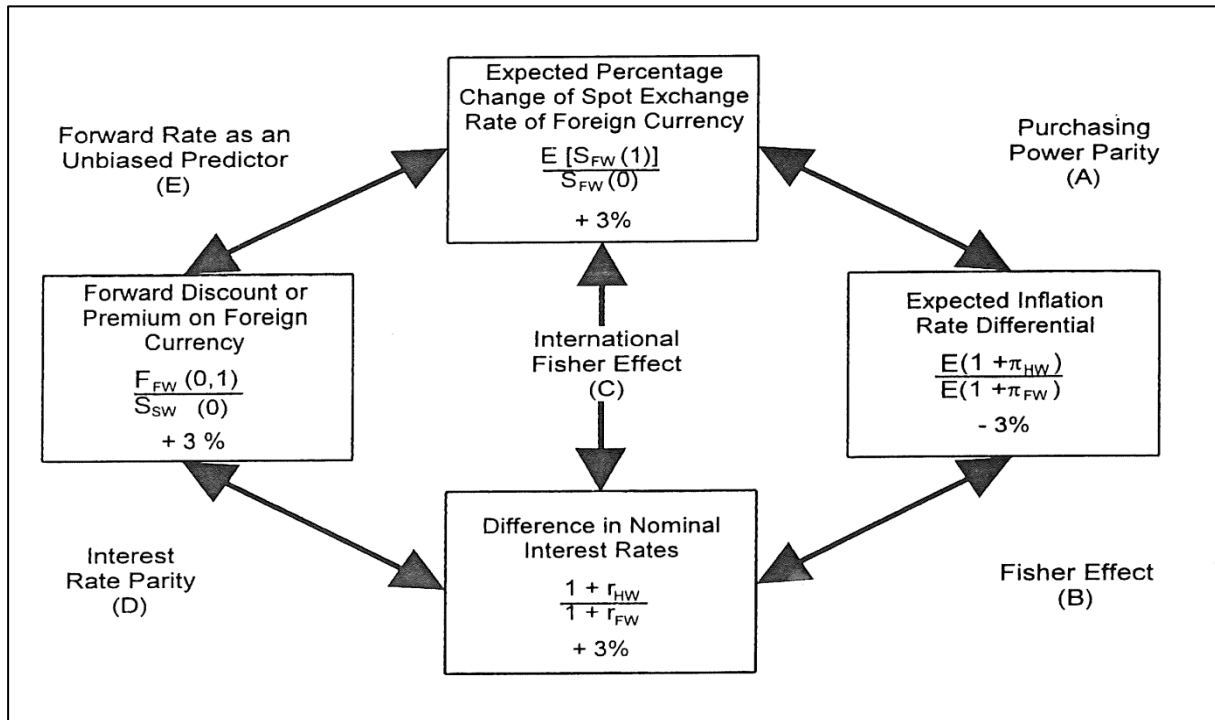 Expected Percentage
Change of Spot Exchange
Rate of Foreign Currency
E [S_FW (1)]
S_FW (0)
+ 3%
Forward Rate as an
Unbiased Predictor
(E)
Purchasing
Power Parity
(A)
Forward Discount or
Premium on Foreign
Currency
F_FW (0,1)
S_SW (0)
+ 3 %
International
Fisher Effect
(C)
Expected Inflation
Rate Differential
E(1 +π_HW)
E(1 +π_FW)
- 3%
Difference in Nominal
Interest Rates
1 + r_HW
1 + r_FW
+ 3%
Interest
Rate Parity
(D)
Fisher Effect
(B)